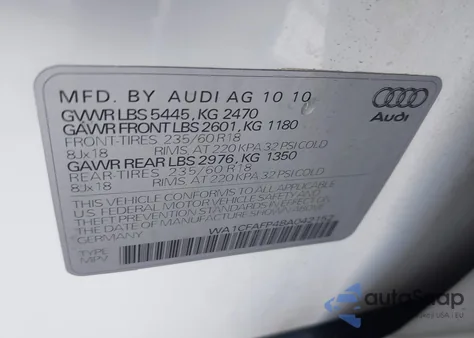 MFD. BY AUDI AG 10 10
GVWR LBS 5445, KG 2470
GAWR FRONT LBS 2601, KG 1180
FRONT-TIRES 235/60 R18
8Jx18 RIMS, AT 220 KPA, 32 PSI COLD
GAWR REAR LBS 2976, KG 1350
REAR-TIRES 235/60 R18
8Jx18 RIMS, AT 220 KPA, 32 PSI COLD
THIS VEHICLE CONFORMS TO ALL APPLICABLE
U.S. FEDERAL MOTOR VEHICLE SAFETY AND
THEFT PREVENTION STANDARDS IN EFFECT ON
THE DATE OF MANUFACTURE SHOWN ABOVE.
GERMANY
TYPE
MPV
Audi
autoSnap